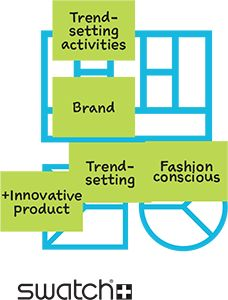 Trend-
setting
activities
Brand
Trend-
setting
Fashion
conscious
+Innovative
product
swatch